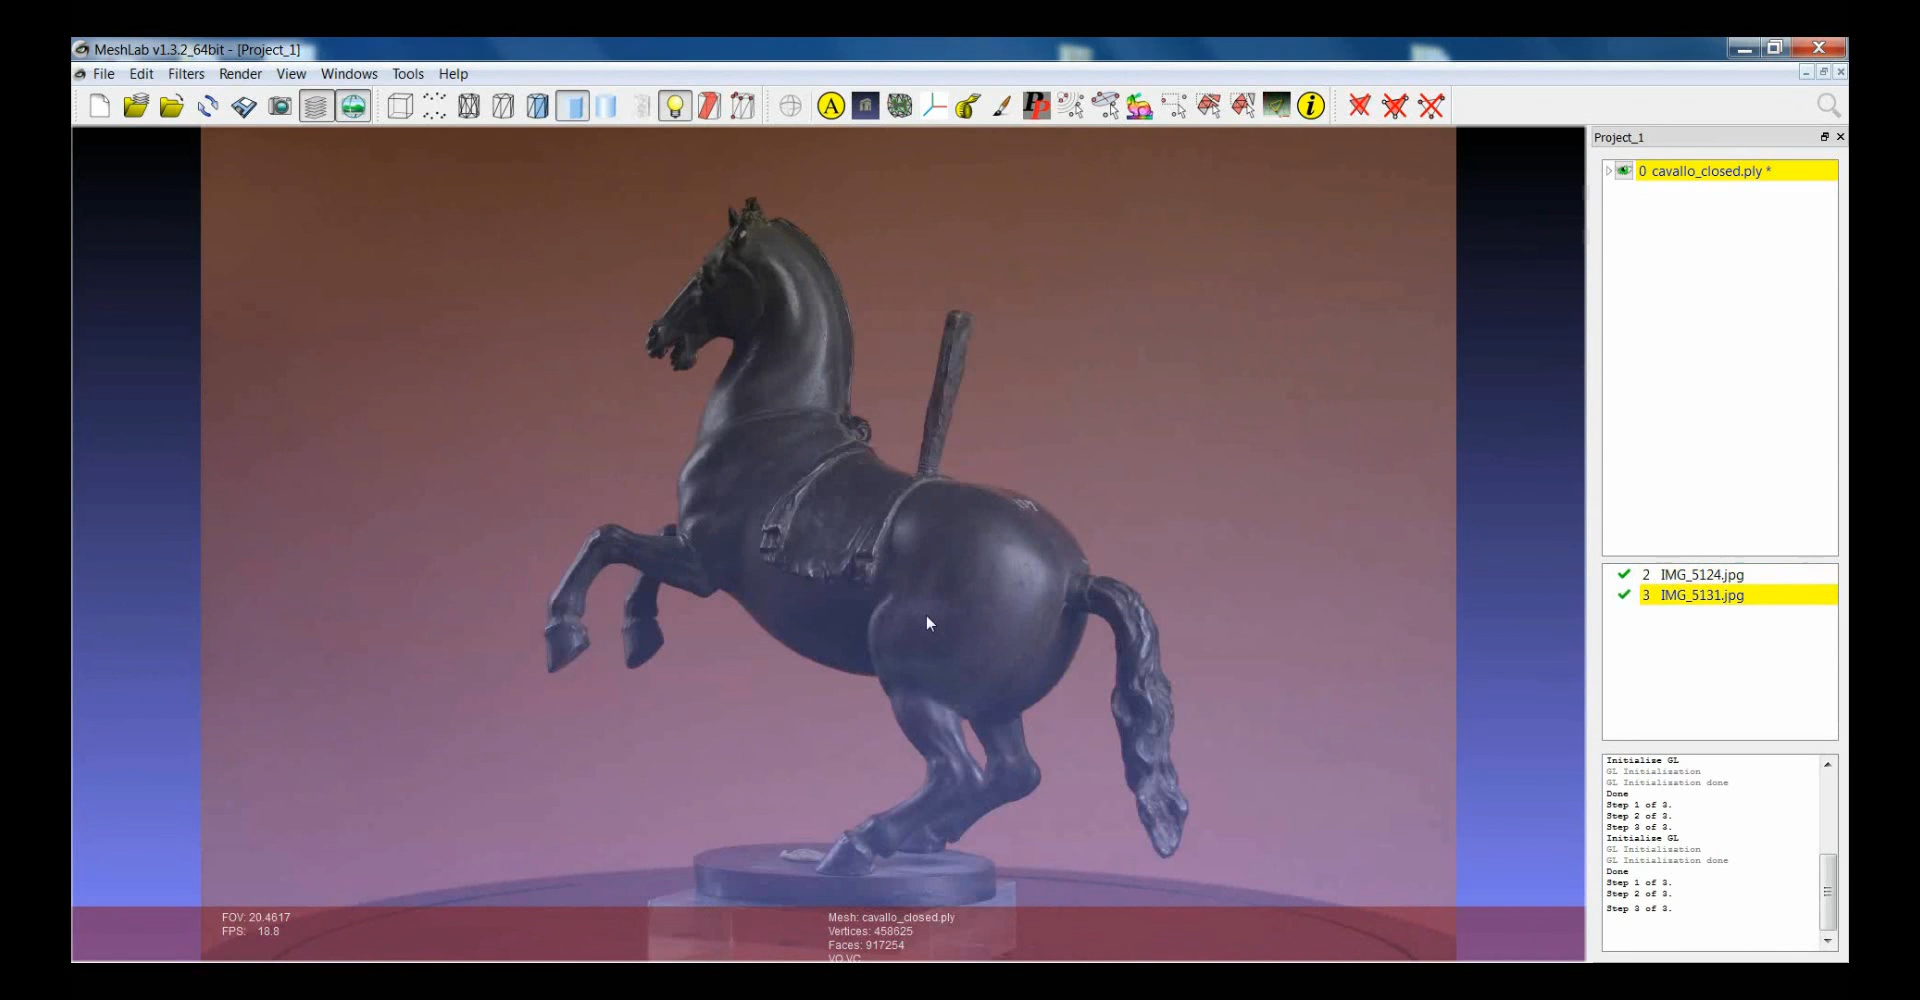 MeshLab v1.3.2_64bit - [Project_1]
File Edit Filters Render View Windows Tools Help
A
Pp
i
Project_1
0 cavallo_closed.ply *
2 IMG_5124.jpg
3 IMG_5131.jpg
Initialize GL
GL Initialization
GL Initialization done
Done
Step 1 of 3.
Step 2 of 3.
Step 3 of 3.
Initialize GL
GL Initialization
GL Initialization done
Done
Step 1 of 3.
Step 2 of 3.
Step 3 of 3.
FOV: 20.4617
FPS: 18.8
Mesh: cavallo_closed.ply
Vertices: 458625
Faces: 917254
VQ VC